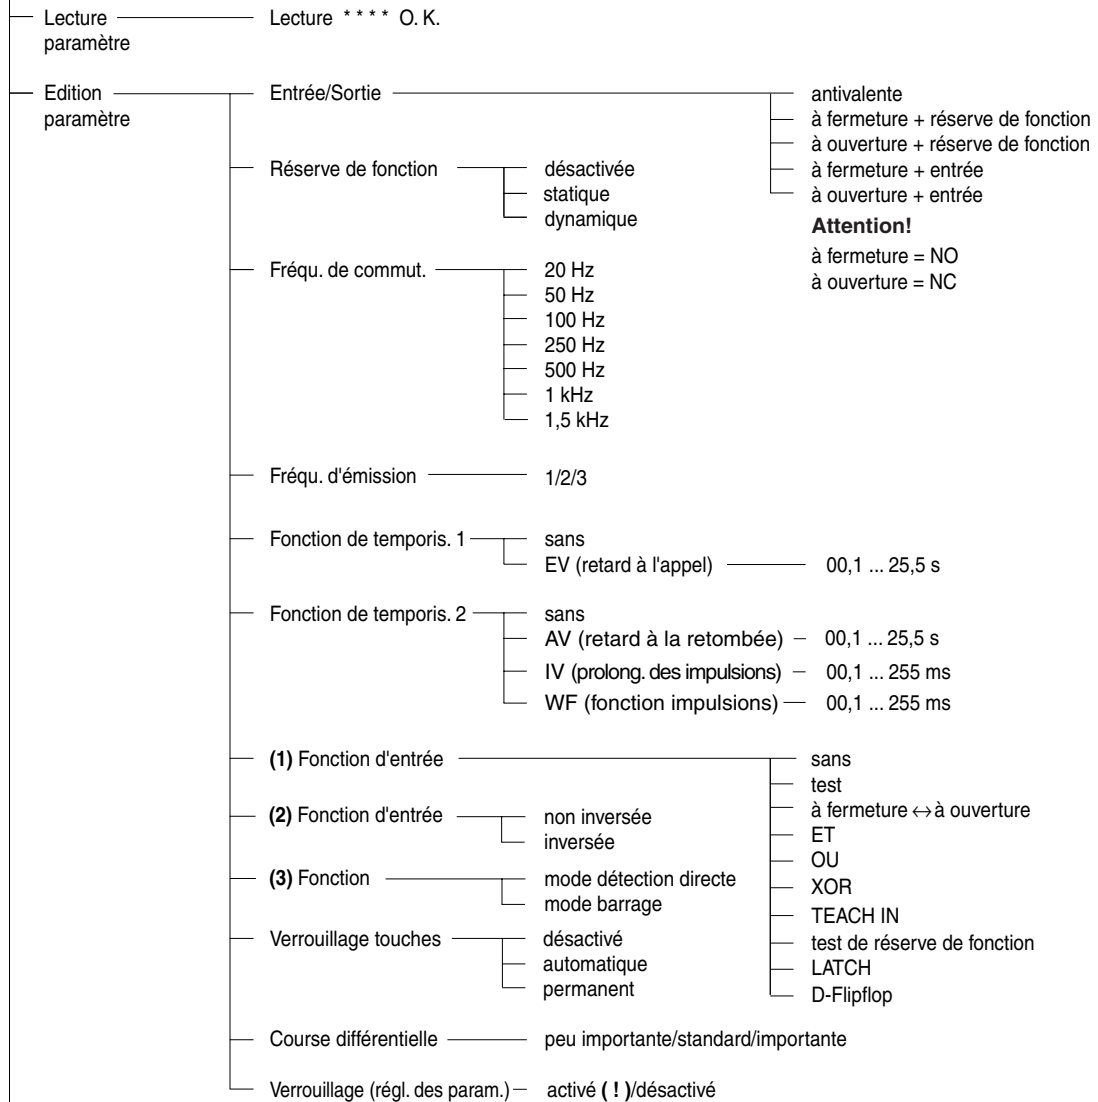 Lecture paramètre Lecture * * * * O. K.
Edition paramètre
Entrée/Sortie
antivalente
à fermeture + réserve de fonction
à ouverture + réserve de fonction
à fermeture + entrée
à ouverture + entrée
Attention!
à fermeture = NO
à ouverture = NC
Réserve de fonction
désactivée
statique
dynamique
Fréqu. de commut.
20 Hz
50 Hz
100 Hz
250 Hz
500 Hz
1 kHz
1,5 kHz
Fréqu. d'émission 1/2/3
Fonction de temporis. 1
sans
EV (retard à l'appel) 00,1 ... 25,5 s
Fonction de temporis. 2
sans
AV (retard à la retombée) 00,1 ... 25,5 s
IV (prolong. des impulsions) 00,1 ... 255 ms
WF (fonction impulsions) 00,1 ... 255 ms
(1) Fonction d'entrée
sans
test
à fermeture ↔ à ouverture
ET
OU
XOR
TEACH IN
test de réserve de fonction
LATCH
D-Flipflop
(2) Fonction d'entrée
non inversée
inversée
(3) Fonction
mode détection directe
mode barrage
Verrouillage touches
désactivé
automatique
permanent
Course différentielle peu importante/standard/importante
Verrouillage (régl. des param.) activé ( ! )/désactivé